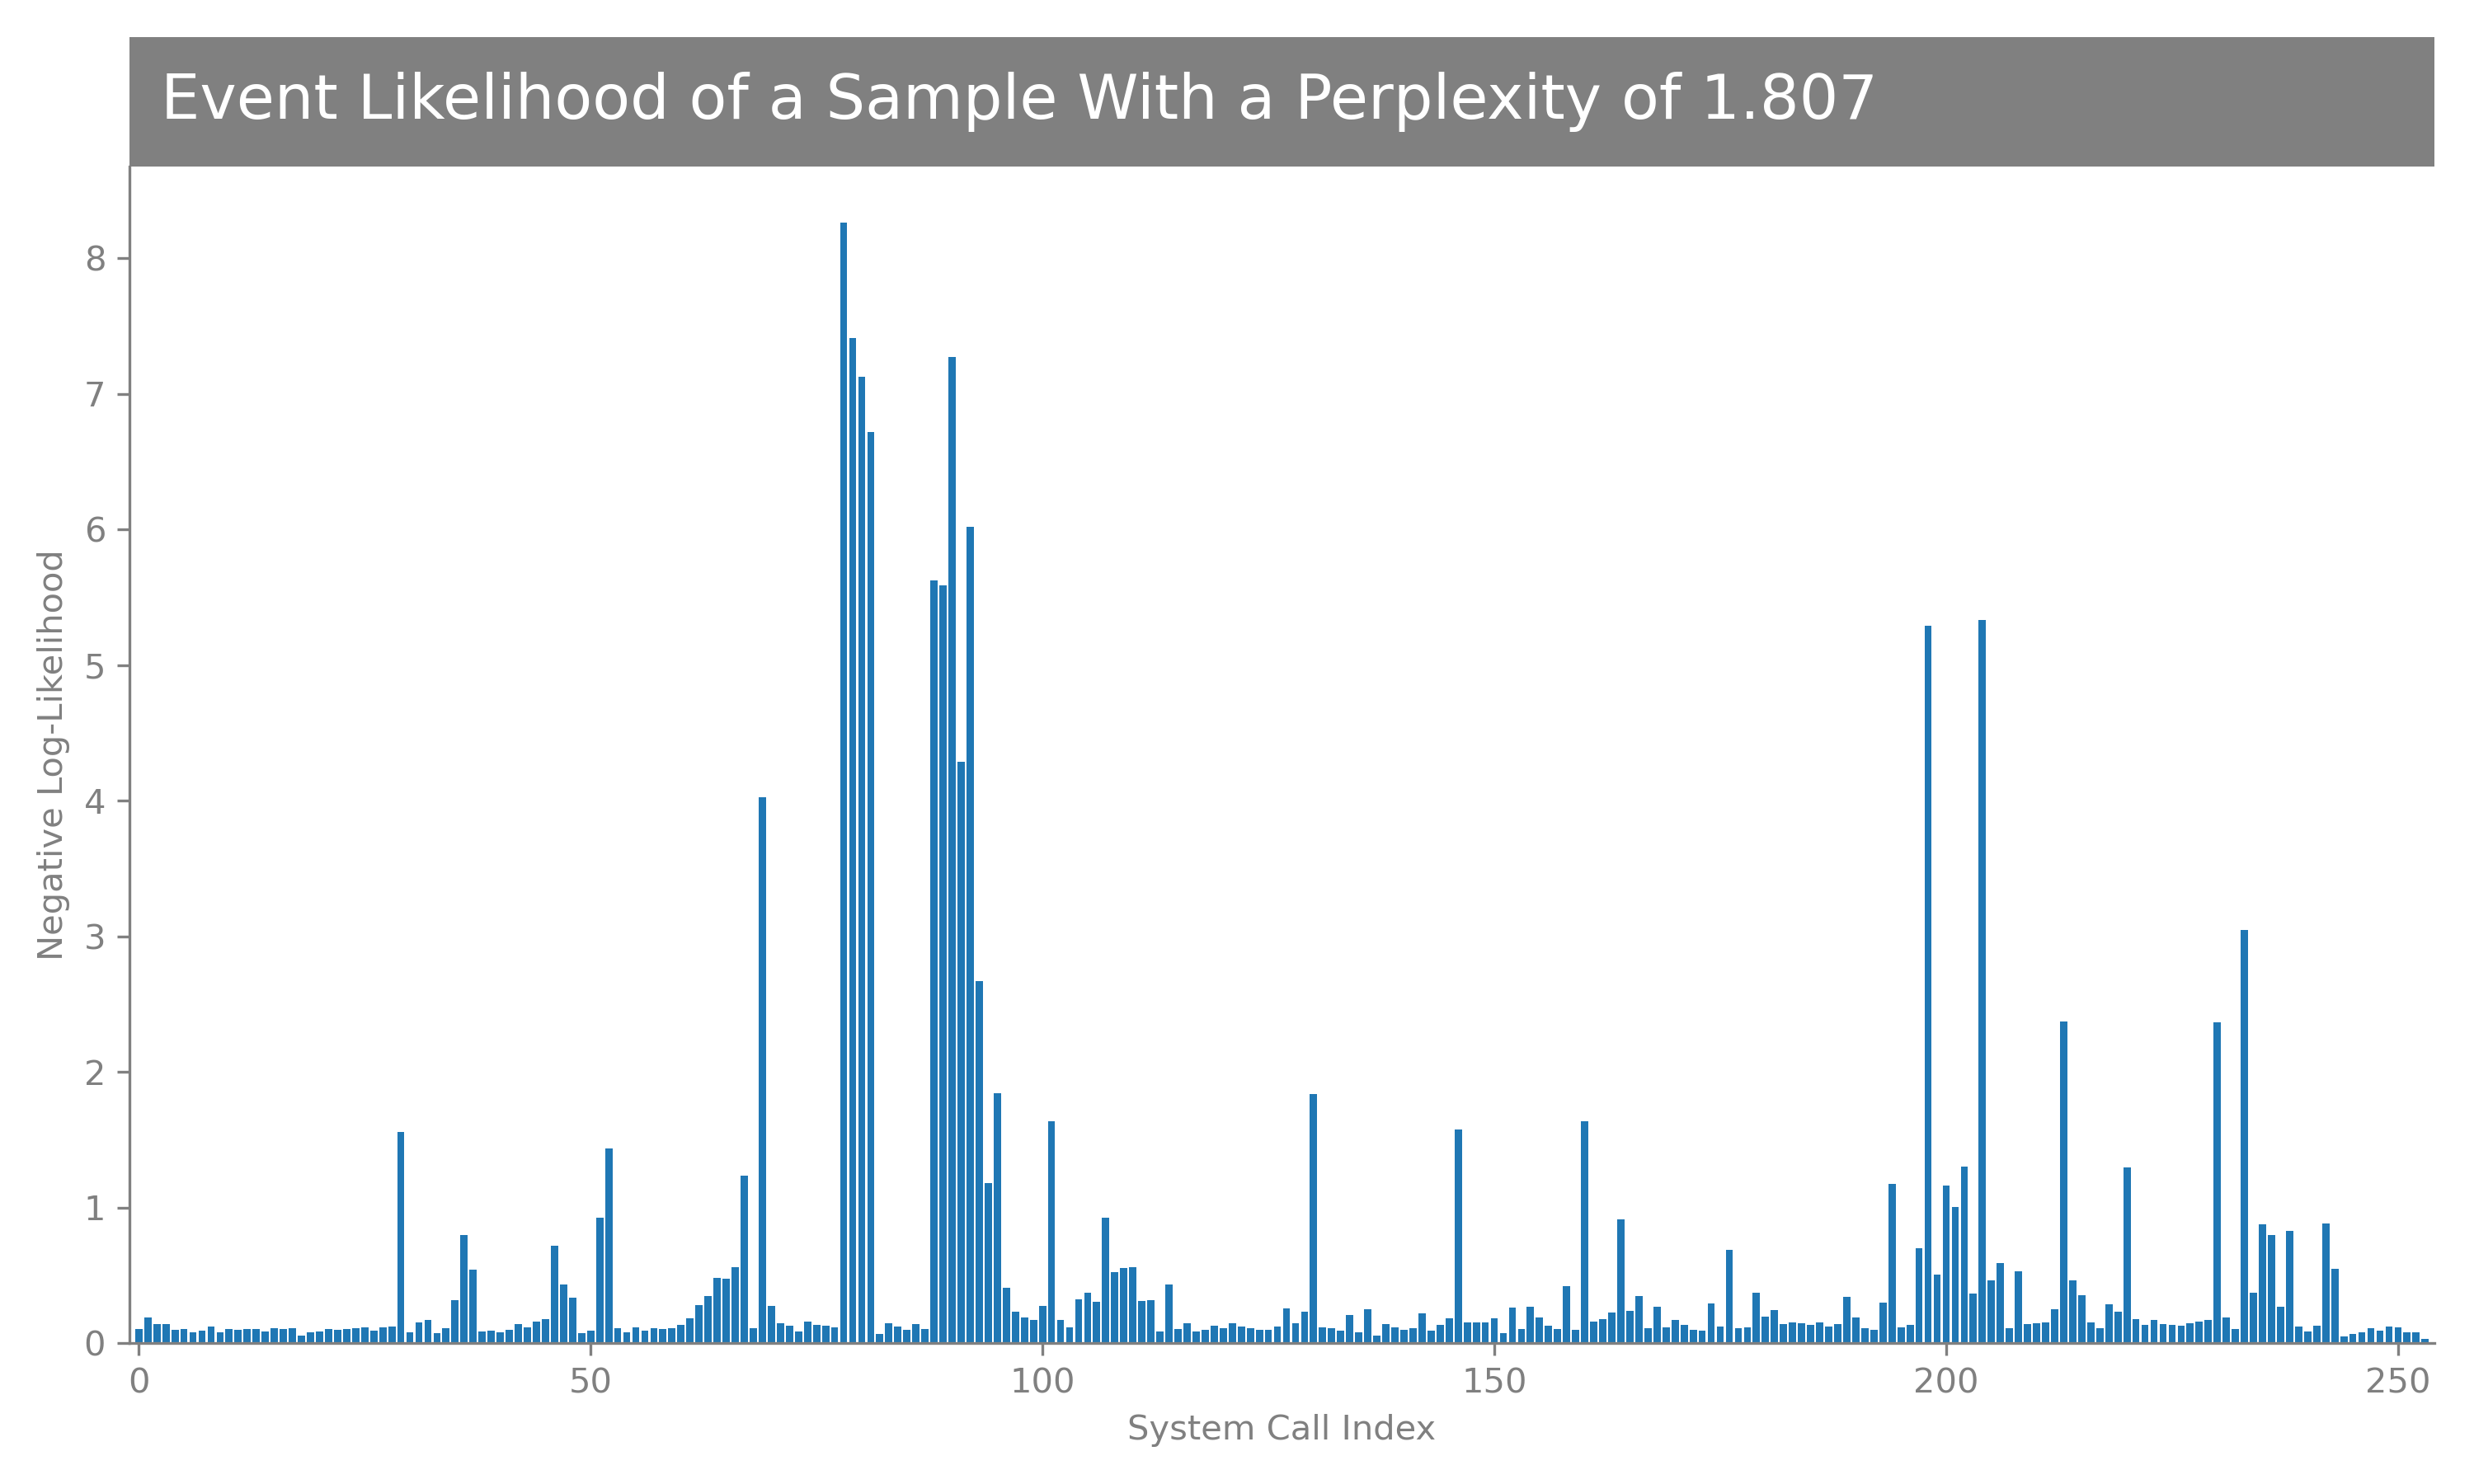 Event Likelihood of a Sample With a Perplexity of 1.807
8
7
6
5
4
3
2
1
0
Negative Log-Likelihood
0 50 100 150 200 250
System Call Index